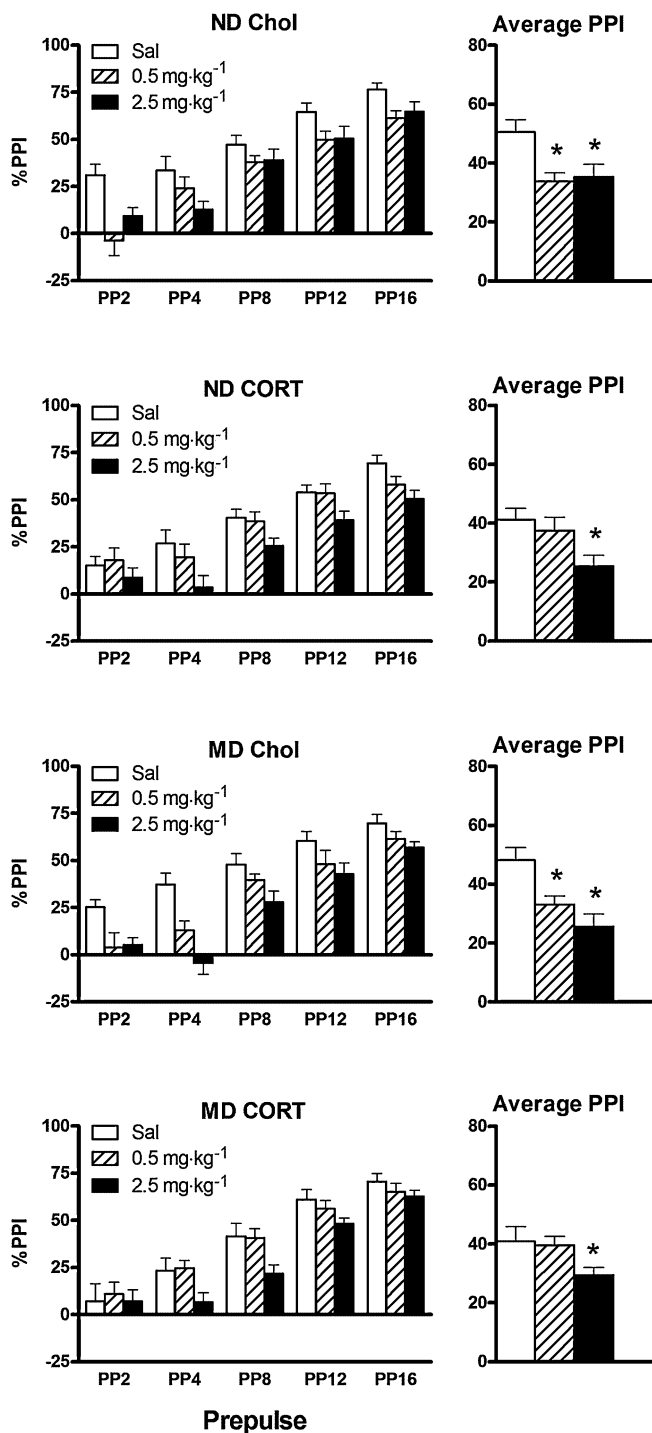 ND Chol
Average PPI
100
75
50
25
0
-25
%PPI
Sal
0.5 mg·kg⁻¹
2.5 mg·kg⁻¹
PP2 PP4 PP8 PP12 PP16
80
60
40
20
0
* *
ND CORT
Average PPI
100
75
50
25
0
-25
%PPI
Sal
0.5 mg·kg⁻¹
2.5 mg·kg⁻¹
PP2 PP4 PP8 PP12 PP16
80
60
40
20
0
*
MD Chol
Average PPI
100
75
50
25
0
-25
%PPI
Sal
0.5 mg·kg⁻¹
2.5 mg·kg⁻¹
PP2 PP4 PP8 PP12 PP16
80
60
40
20
0
* *
MD CORT
Average PPI
100
75
50
25
0
-25
%PPI
Sal
0.5 mg·kg⁻¹
2.5 mg·kg⁻¹
PP2 PP4 PP8 PP12 PP16
80
60
40
20
0
*
Prepulse